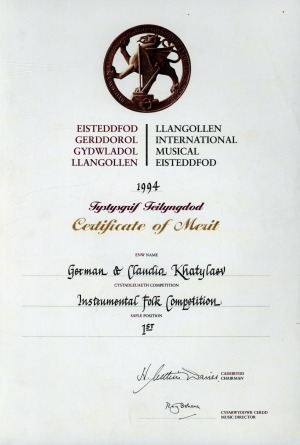 EISTEDDFOD
GERDDOROL
GYDWLADOL
LLANGOLLEN
LLANGOLLEN
INTERNATIONAL
MUSICAL
EISTEDDFOD
1994
Tystysgrif Teilyngdod
Certificate of Merit
ENW NAME
German & Claudia Khatylaev
CYSTADLEUAETH COMPETITION
Instrumental Folk Competition
SAFLE POSITION
1ST
CADEIRYDD
CHAIRMAN
CYFARWYDDWR CERDD
MUSIC DIRECTOR